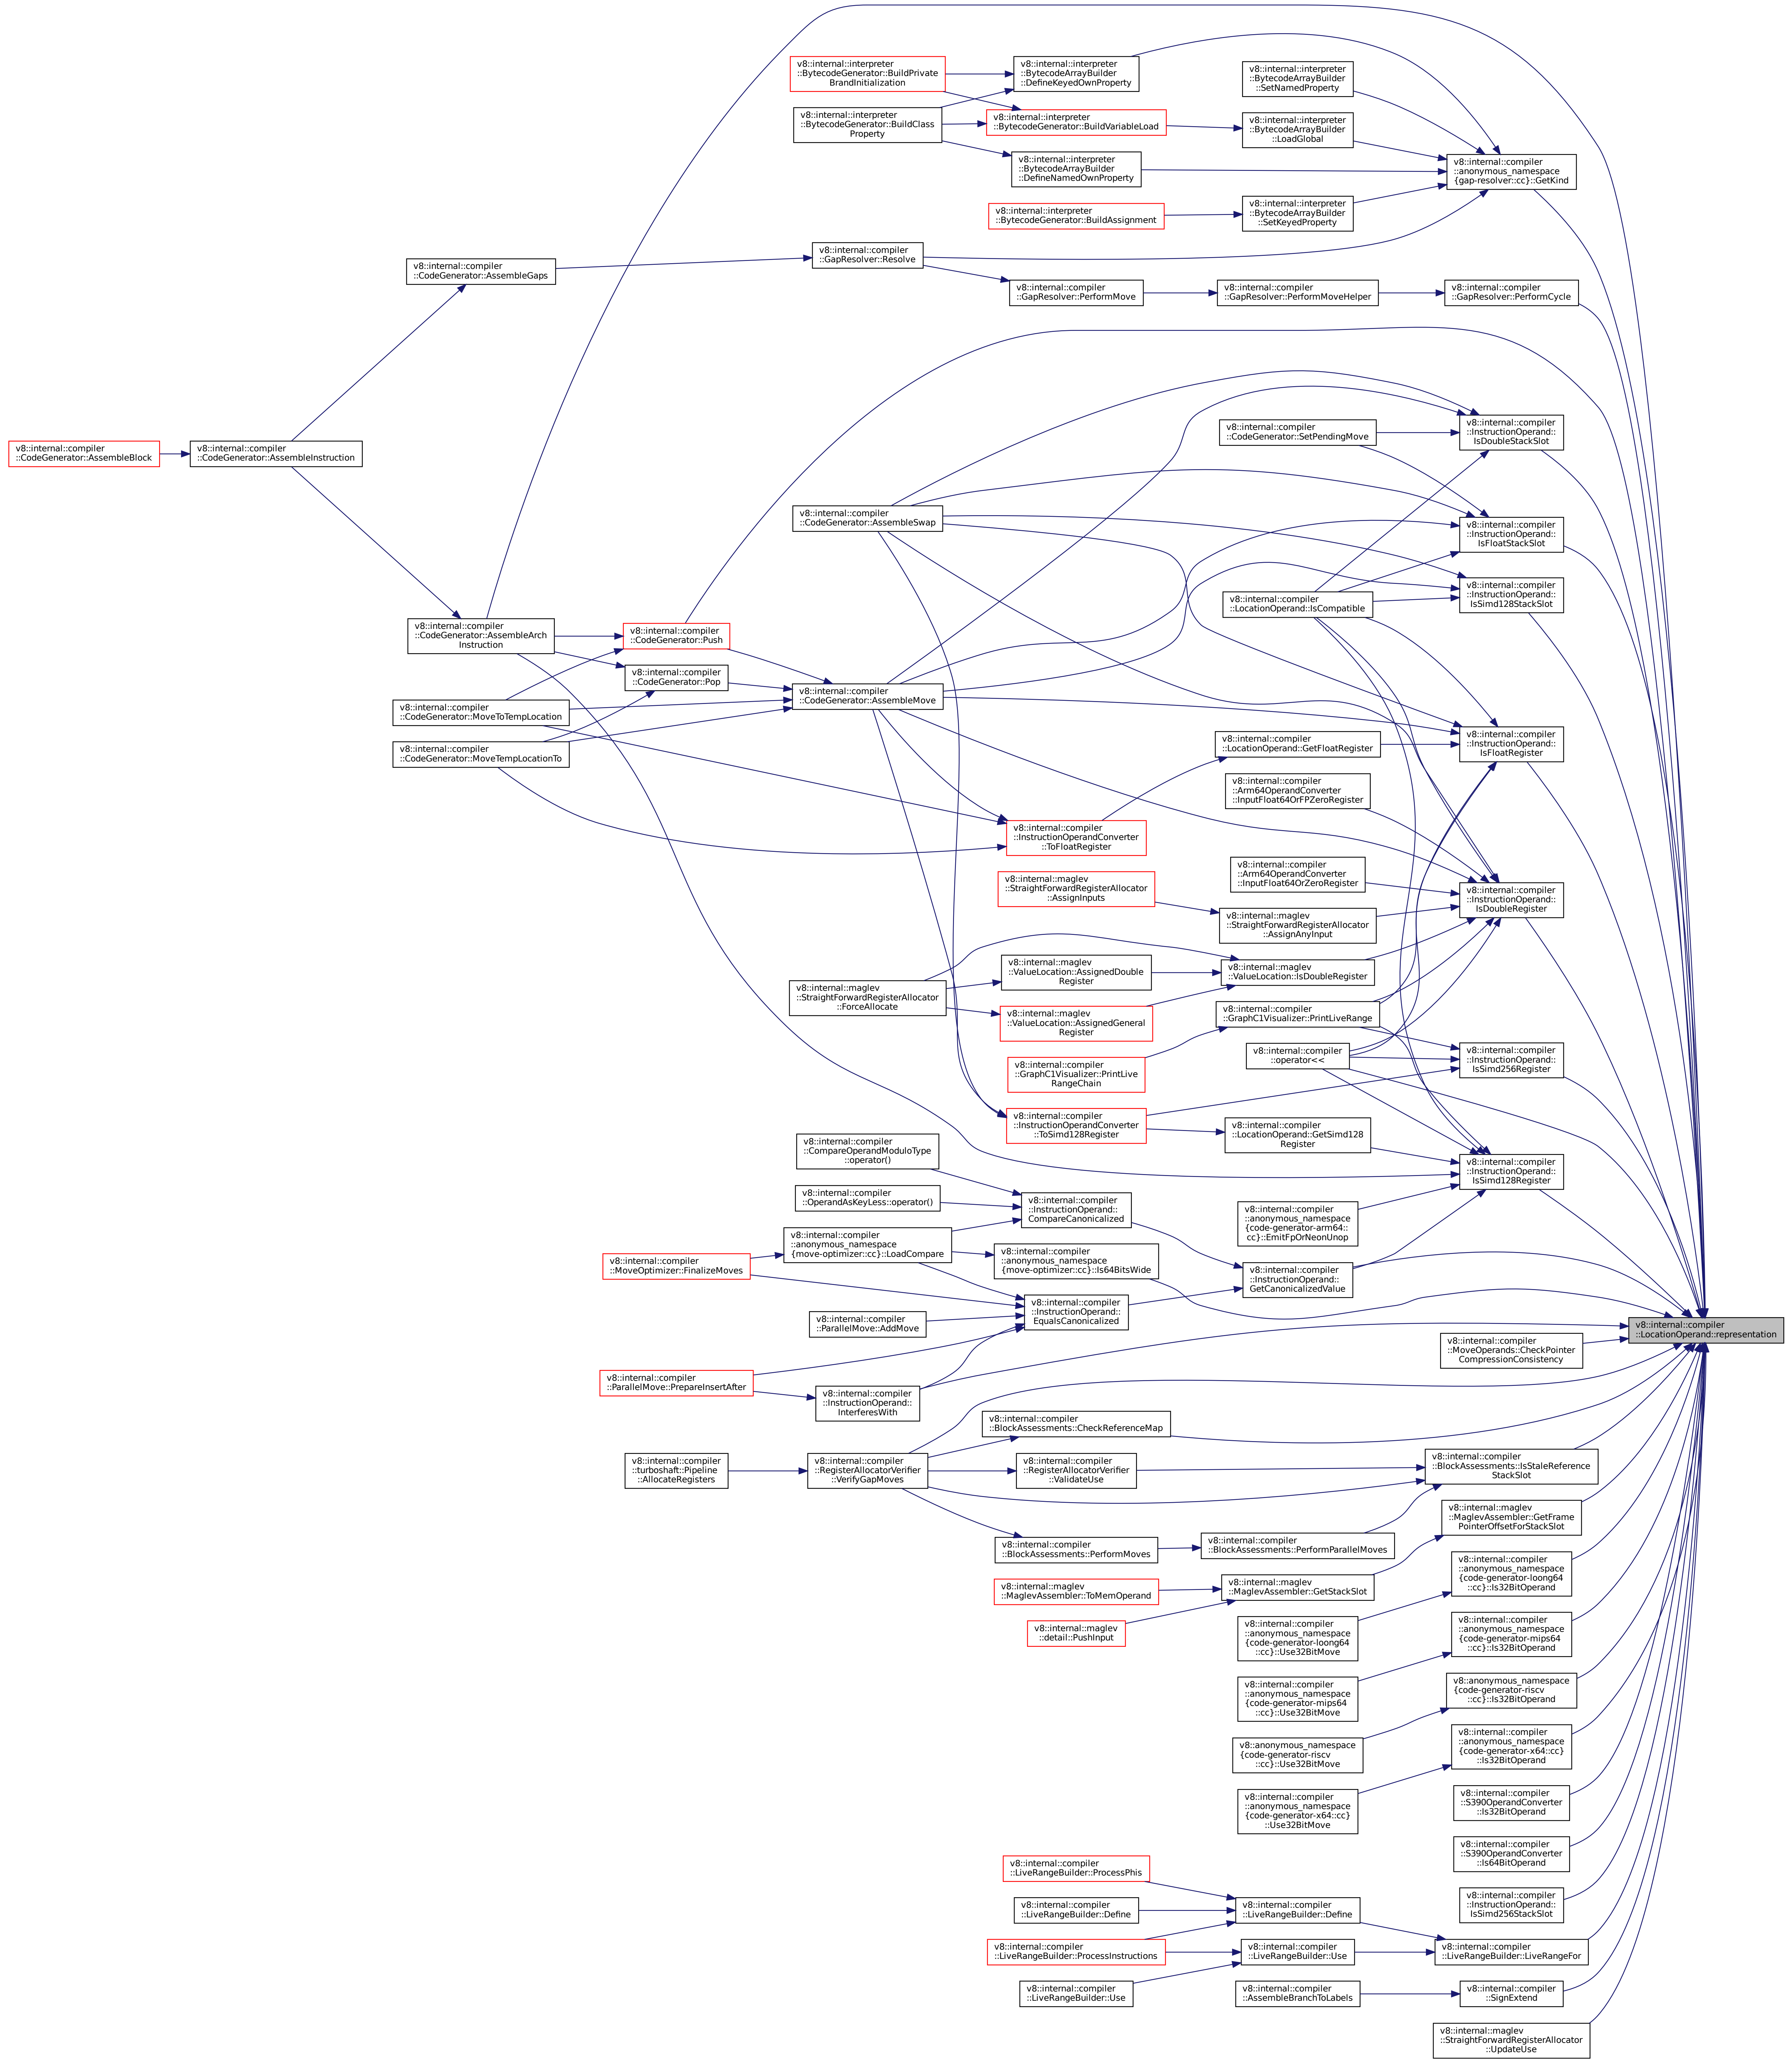 v8::internal::interpreter
::BytecodeGenerator::BuildPrivate
BrandInitialization
v8::internal::interpreter
::BytecodeArrayBuilder
::DefineKeyedOwnProperty
v8::internal::interpreter
::BytecodeArrayBuilder
::SetNamedProperty
v8::internal::interpreter
::BytecodeGenerator::BuildClass
Property
v8::internal::interpreter
::BytecodeGenerator::BuildVariableLoad
v8::internal::interpreter
::BytecodeArrayBuilder
::LoadGlobal
v8::internal::interpreter
::BytecodeArrayBuilder
::DefineNamedOwnProperty
v8::internal::compiler
::anonymous_namespace
{gap-resolver::cc}::GetKind
v8::internal::interpreter
::BytecodeGenerator::BuildAssignment
v8::internal::interpreter
::BytecodeArrayBuilder
::SetKeyedProperty
v8::internal::compiler
::GapResolver::Resolve
v8::internal::compiler
::CodeGenerator::AssembleGaps
v8::internal::compiler
::GapResolver::PerformMove
v8::internal::compiler
::GapResolver::PerformMoveHelper
v8::internal::compiler
::GapResolver::PerformCycle
v8::internal::compiler
::CodeGenerator::SetPendingMove
v8::internal::compiler
::InstructionOperand::
IsDoubleStackSlot
v8::internal::compiler
::CodeGenerator::AssembleBlock
v8::internal::compiler
::CodeGenerator::AssembleInstruction
v8::internal::compiler
::CodeGenerator::AssembleSwap
v8::internal::compiler
::InstructionOperand::
IsFloatStackSlot
v8::internal::compiler
::LocationOperand::IsCompatible
v8::internal::compiler
::InstructionOperand::
IsSimd128StackSlot
v8::internal::compiler
::CodeGenerator::AssembleArch
Instruction
v8::internal::compiler
::CodeGenerator::Push
v8::internal::compiler
::CodeGenerator::Pop
v8::internal::compiler
::CodeGenerator::AssembleMove
v8::internal::compiler
::CodeGenerator::MoveToTempLocation
v8::internal::compiler
::CodeGenerator::MoveTempLocationTo
v8::internal::compiler
::LocationOperand::GetFloatRegister
v8::internal::compiler
::InstructionOperand::
IsFloatRegister
v8::internal::compiler
::Arm64OperandConverter
::InputFloat64OrFPZeroRegister
v8::internal::compiler
::InstructionOperandConverter
::ToFloatRegister
v8::internal::compiler
::Arm64OperandConverter
::InputFloat64OrZeroRegister
v8::internal::maglev
::StraightForwardRegisterAllocator
::AssignInputs
v8::internal::compiler
::InstructionOperand::
IsDoubleRegister
v8::internal::maglev
::StraightForwardRegisterAllocator
::AssignAnyInput
v8::internal::maglev
::ValueLocation::AssignedDouble
Register
v8::internal::maglev
::ValueLocation::IsDoubleRegister
v8::internal::maglev
::StraightForwardRegisterAllocator
::ForceAllocate
v8::internal::maglev
::ValueLocation::AssignedGeneral
Register
v8::internal::compiler
::GraphC1Visualizer::PrintLiveRange
v8::internal::compiler
::operator<<
v8::internal::compiler
::InstructionOperand::
IsSimd256Register
v8::internal::compiler
::GraphC1Visualizer::PrintLive
RangeChain
v8::internal::compiler
::InstructionOperandConverter
::ToSimd128Register
v8::internal::compiler
::LocationOperand::GetSimd128
Register
v8::internal::compiler
::CompareOperandModuloType
::operator()
v8::internal::compiler
::InstructionOperand::
IsSimd128Register
v8::internal::compiler
::OperandAsKeyLess::operator()
v8::internal::compiler
::InstructionOperand::
CompareCanonicalized
v8::internal::compiler
::anonymous_namespace
{code-generator-arm64::
cc}::EmitFpOrNeonUnop
v8::internal::compiler
::anonymous_namespace
{move-optimizer::cc}::LoadCompare
v8::internal::compiler
::MoveOptimizer::FinalizeMoves
v8::internal::compiler
::anonymous_namespace
{move-optimizer::cc}::Is64BitsWide
v8::internal::compiler
::InstructionOperand::
GetCanonicalizedValue
v8::internal::compiler
::InstructionOperand::
EqualsCanonicalized
v8::internal::compiler
::ParallelMove::AddMove
v8::internal::compiler
::LocationOperand::representation
v8::internal::compiler
::MoveOperands::CheckPointer
CompressionConsistency
v8::internal::compiler
::ParallelMove::PrepareInsertAfter
v8::internal::compiler
::InstructionOperand::
InterferesWith
v8::internal::compiler
::BlockAssessments::CheckReferenceMap
v8::internal::compiler
::turboshaft::Pipeline
::AllocateRegisters
v8::internal::compiler
::RegisterAllocatorVerifier
::VerifyGapMoves
v8::internal::compiler
::RegisterAllocatorVerifier
::ValidateUse
v8::internal::compiler
::BlockAssessments::IsStaleReference
StackSlot
v8::internal::maglev
::MaglevAssembler::GetFrame
PointerOffsetForStackSlot
v8::internal::compiler
::BlockAssessments::PerformMoves
v8::internal::compiler
::BlockAssessments::PerformParallelMoves
v8::internal::compiler
::anonymous_namespace
{code-generator-loong64
::cc}::Is32BitOperand
v8::internal::maglev
::MaglevAssembler::ToMemOperand
v8::internal::maglev
::MaglevAssembler::GetStackSlot
v8::internal::maglev
::detail::PushInput
v8::internal::compiler
::anonymous_namespace
{code-generator-loong64
::cc}::Use32BitMove
v8::internal::compiler
::anonymous_namespace
{code-generator-mips64
::cc}::Is32BitOperand
v8::internal::compiler
::anonymous_namespace
{code-generator-mips64
::cc}::Use32BitMove
v8::anonymous_namespace
{code-generator-riscv
::cc}::Is32BitOperand
v8::anonymous_namespace
{code-generator-riscv
::cc}::Use32BitMove
v8::internal::compiler
::anonymous_namespace
{code-generator-x64::cc}
::Is32BitOperand
v8::internal::compiler
::anonymous_namespace
{code-generator-x64::cc}
::Use32BitMove
v8::internal::compiler
::S390OperandConverter
::Is32BitOperand
v8::internal::compiler
::S390OperandConverter
::Is64BitOperand
v8::internal::compiler
::LiveRangeBuilder::ProcessPhis
v8::internal::compiler
::InstructionOperand::
IsSimd256StackSlot
v8::internal::compiler
::LiveRangeBuilder::Define
v8::internal::compiler
::LiveRangeBuilder::Define
v8::internal::compiler
::LiveRangeBuilder::ProcessInstructions
v8::internal::compiler
::LiveRangeBuilder::Use
v8::internal::compiler
::LiveRangeBuilder::LiveRangeFor
v8::internal::compiler
::LiveRangeBuilder::Use
v8::internal::compiler
::AssembleBranchToLabels
v8::internal::compiler
::SignExtend
v8::internal::maglev
::StraightForwardRegisterAllocator
::UpdateUse